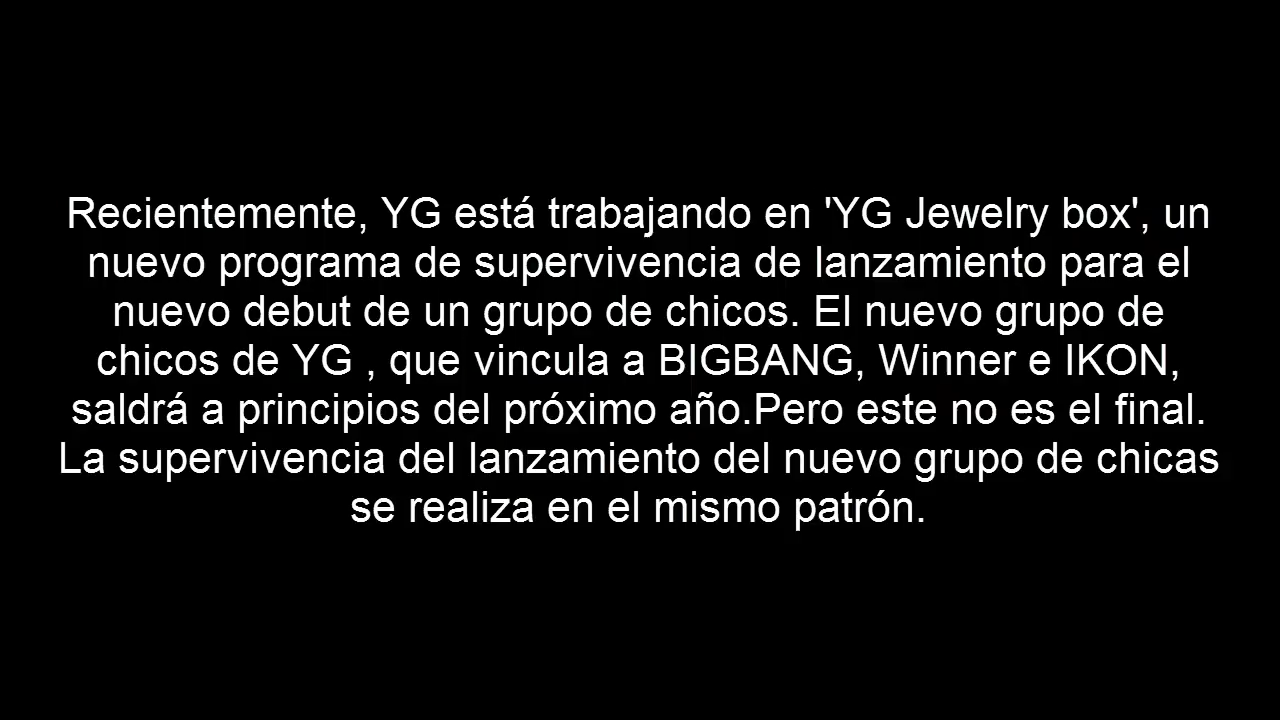 Recientemente, YG está trabajando en 'YG Jewelry box', un
nuevo programa de supervivencia de lanzamiento para el
nuevo debut de un grupo de chicos. El nuevo grupo de
chicos de YG , que vincula a BIGBANG, Winner e IKON,
saldrá a principios del próximo año.Pero este no es el final.
La supervivencia del lanzamiento del nuevo grupo de chicas
se realiza en el mismo patrón.